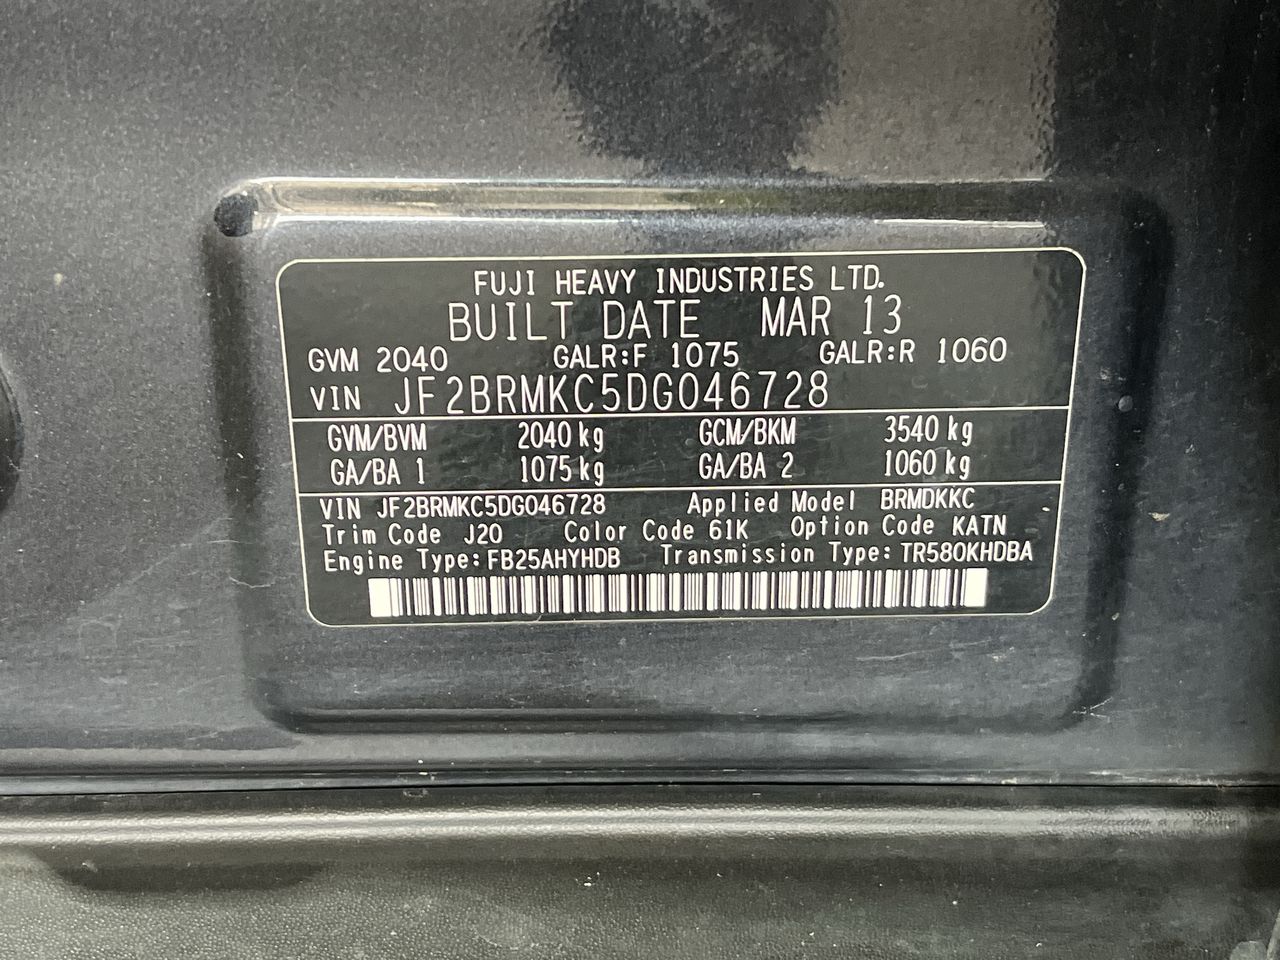 FUJI HEAVY INDUSTRIES LTD.
BUILT DATE MAR 13
GVM 2040 GALR:F 1075 GALR:R 1060
VIN JF2BRMKC5DG046728
GVM/BVM 2040 kg GCM/BKM 3540 kg
GA/BA 1 1075 kg GA/BA 2 1060 kg
VIN JF2BRMKC5DG046728 Applied Model BRMDKKC
Trim Code J20 Color Code 61K Option Code KATN
Engine Type:FB25AHYHDB Transmission Type:TR580KHDBA